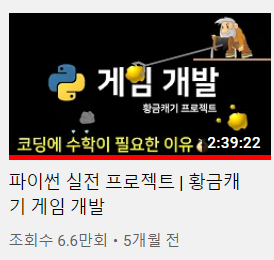 게임 개발
황금캐기 프로젝트
코딩에 수학이 필요한 이유
2:39:22
파이썬 실전 프로젝트 | 황금캐
기 게임 개발
조회수 6.6만회 • 5개월 전